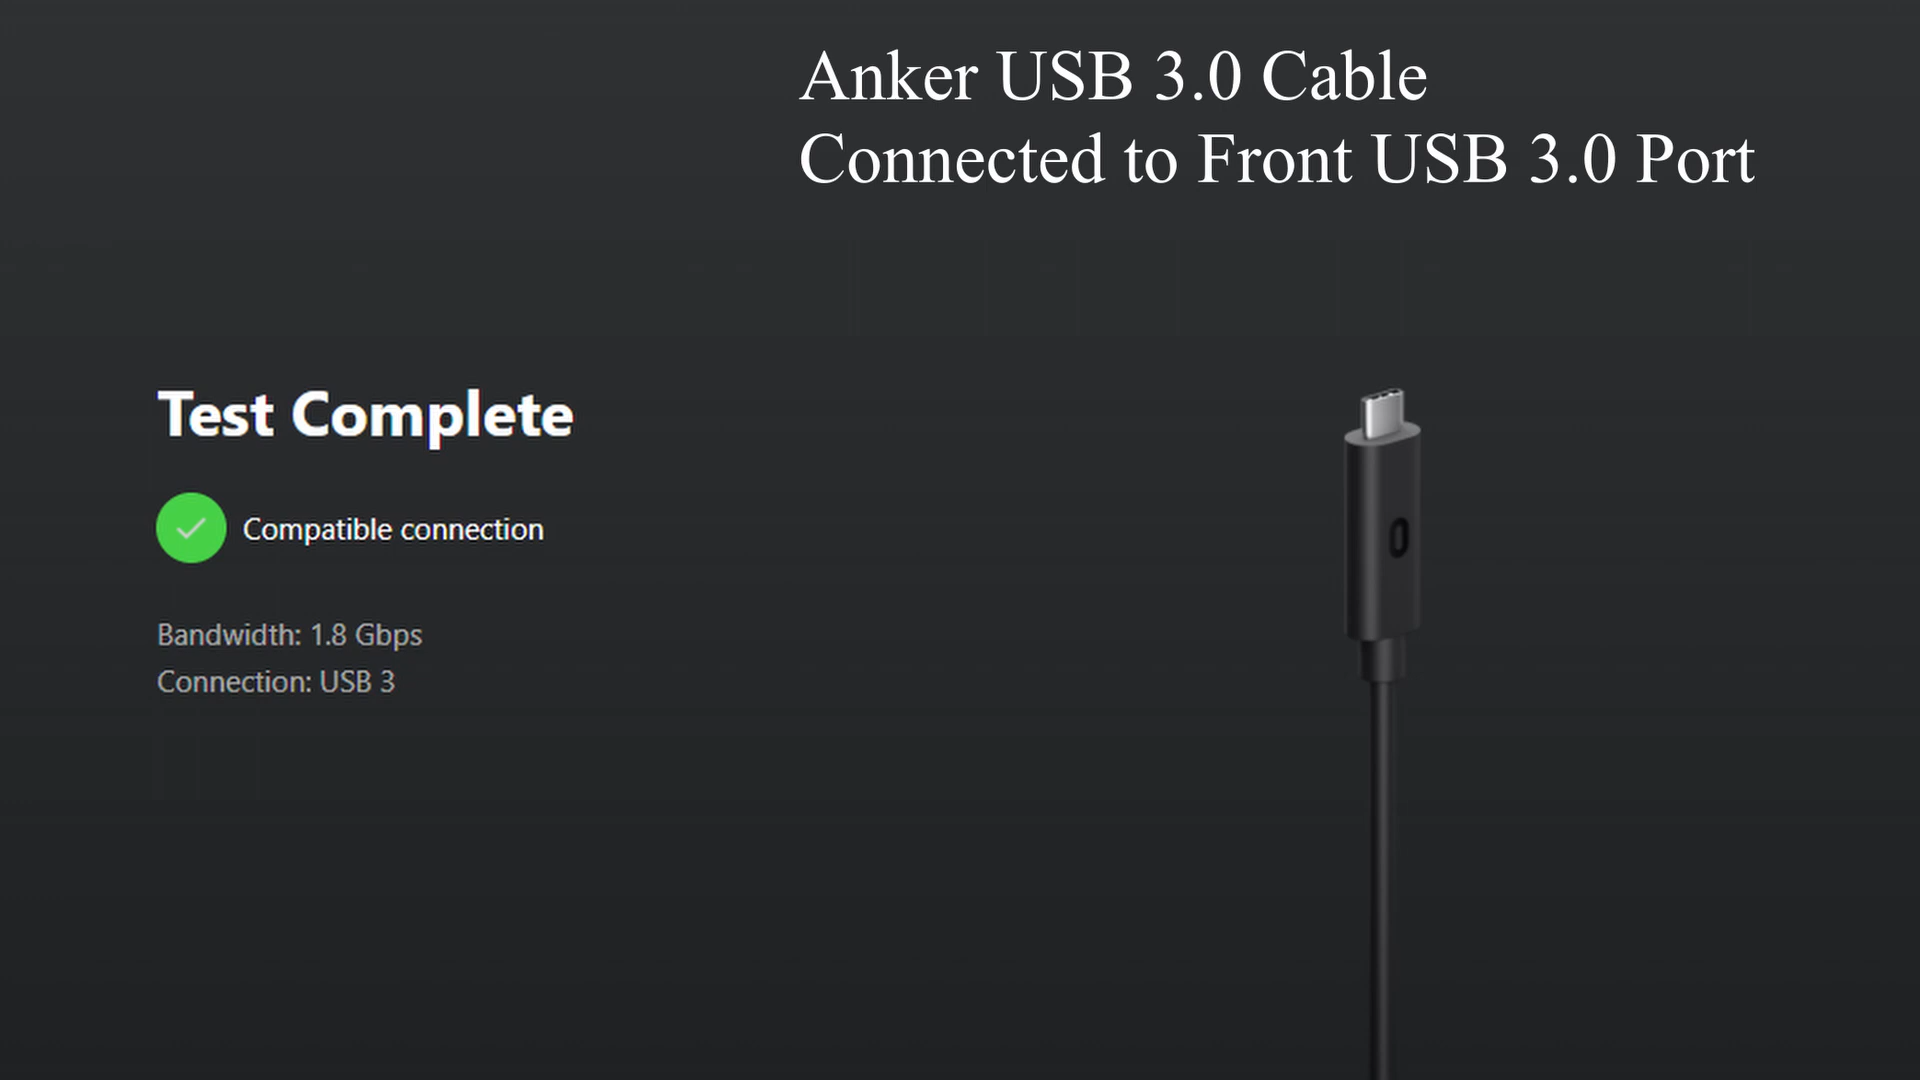 Anker USB 3.0 Cable
Connected to Front USB 3.0 Port
Test Complete
Compatible connection
Bandwidth: 1.8 Gbps
Connection: USB 3